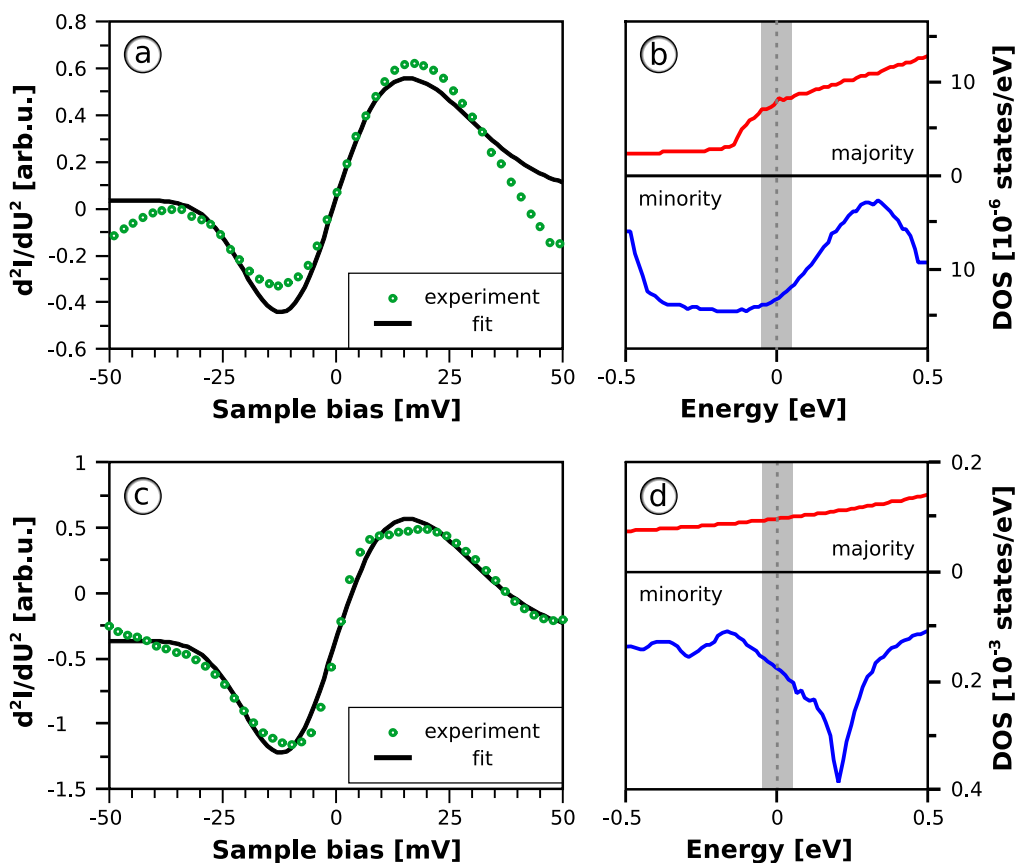 a
d²I/dU² [arb.u.]
0.8
0.6
0.4
0.2
0
-0.2
-0.4
-0.6
experiment
fit
-50
-25
0
25
50
Sample bias [mV]
b
majority
minority
10
0
10
DOS [10⁻⁶ states/eV]
-0.5
0
0.5
Energy [eV]
c
d²I/dU² [arb.u.]
1
0.5
0
-0.5
-1
-1.5
experiment
fit
-50
-25
0
25
50
Sample bias [mV]
d
majority
minority
0.2
0
0.2
0.4
DOS [10⁻³ states/eV]
-0.5
0
0.5
Energy [eV]